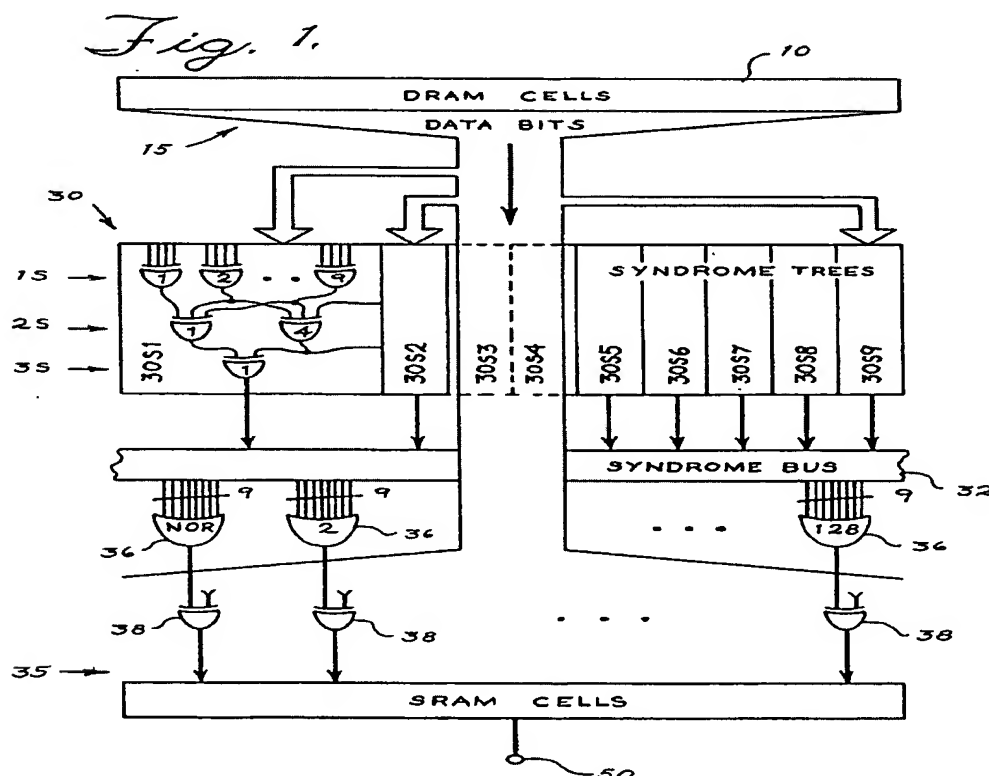 Fig. 1.
10
DRAM CELLS
DATA BITS
15
30
1S
1 2 9
SYNDROME TREES
2S
1 4
3S
1
30S1 30S2 30S3 30S4 30S5 30S6 30S7 30S8 30S9
SYNDROME BUS
32
9 9 9
NOR 2 128
36 36 36
38 38 38
35
SRAM CELLS
50